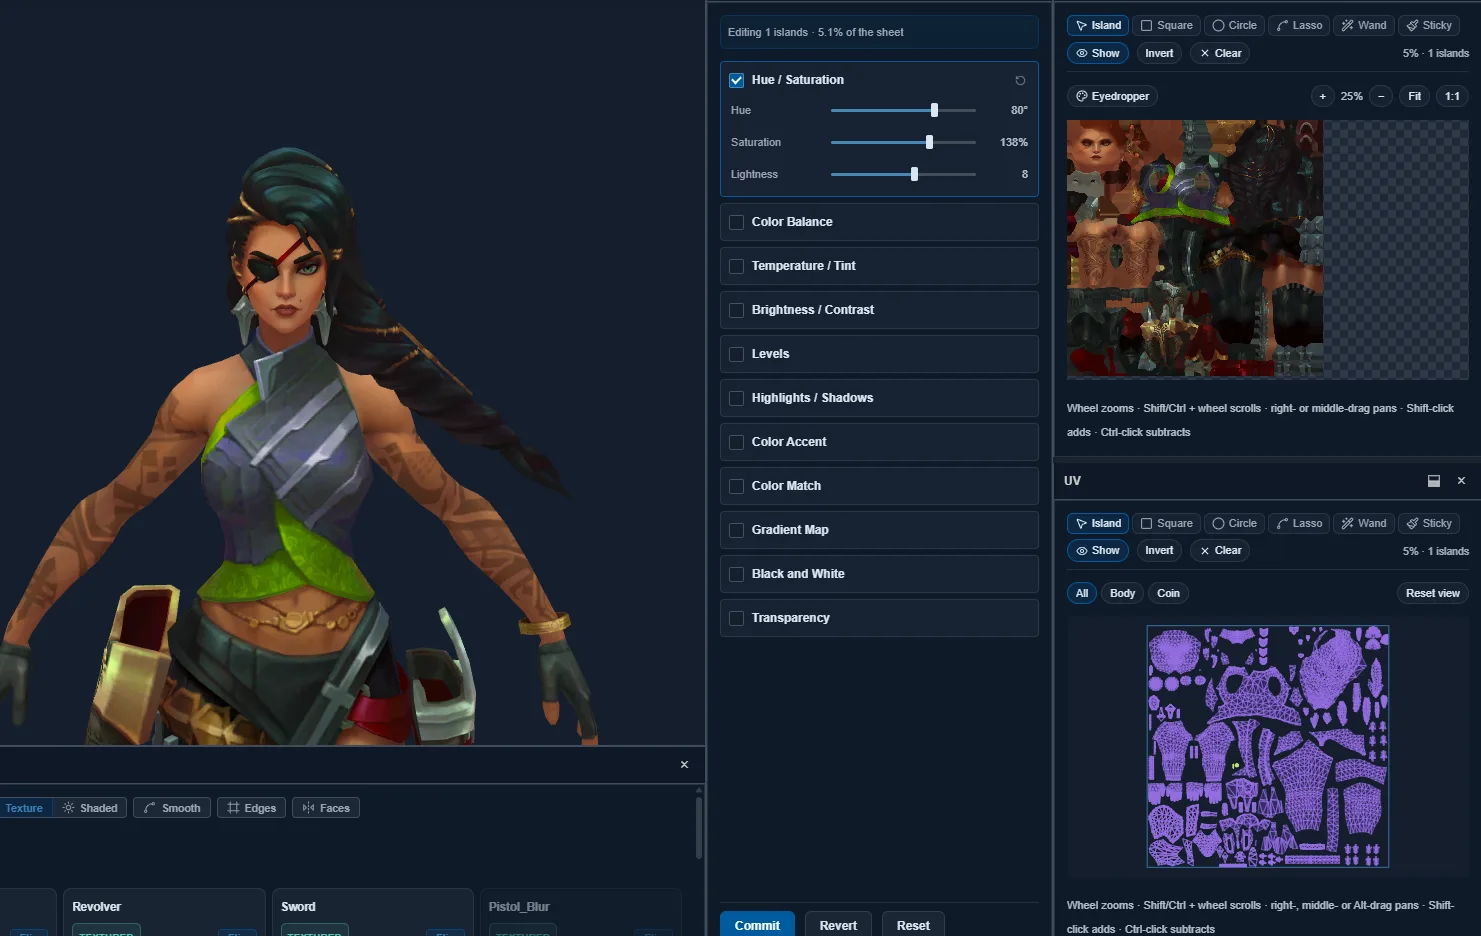 Editing 1 islands · 5.1% of the sheet
Hue / Saturation
Hue 80°
Saturation 138%
Lightness 8
Color Balance
Temperature / Tint
Brightness / Contrast
Levels
Highlights / Shadows
Color Accent
Color Match
Gradient Map
Black and White
Transparency
Commit Revert Reset
Island Square Circle Lasso Wand Sticky
Show Invert Clear 5% · 1 islands
Eyedropper + 25% − Fit 1:1
Wheel zooms · Shift/Ctrl + wheel scrolls · right- or middle-drag pans · Shift-click
adds · Ctrl-click subtracts
UV
Island Square Circle Lasso Wand Sticky
Show Invert Clear 5% · 1 islands
All Body Coin Reset view
Wheel zooms · Shift/Ctrl + wheel scrolls · right-, middle- or Alt-drag pans · Shift-
click adds · Ctrl-click subtracts
Texture Shaded Smooth Edges Faces
Revolver Sword Pistol_Blur
TEXTURED TEXTURED TEXTURED